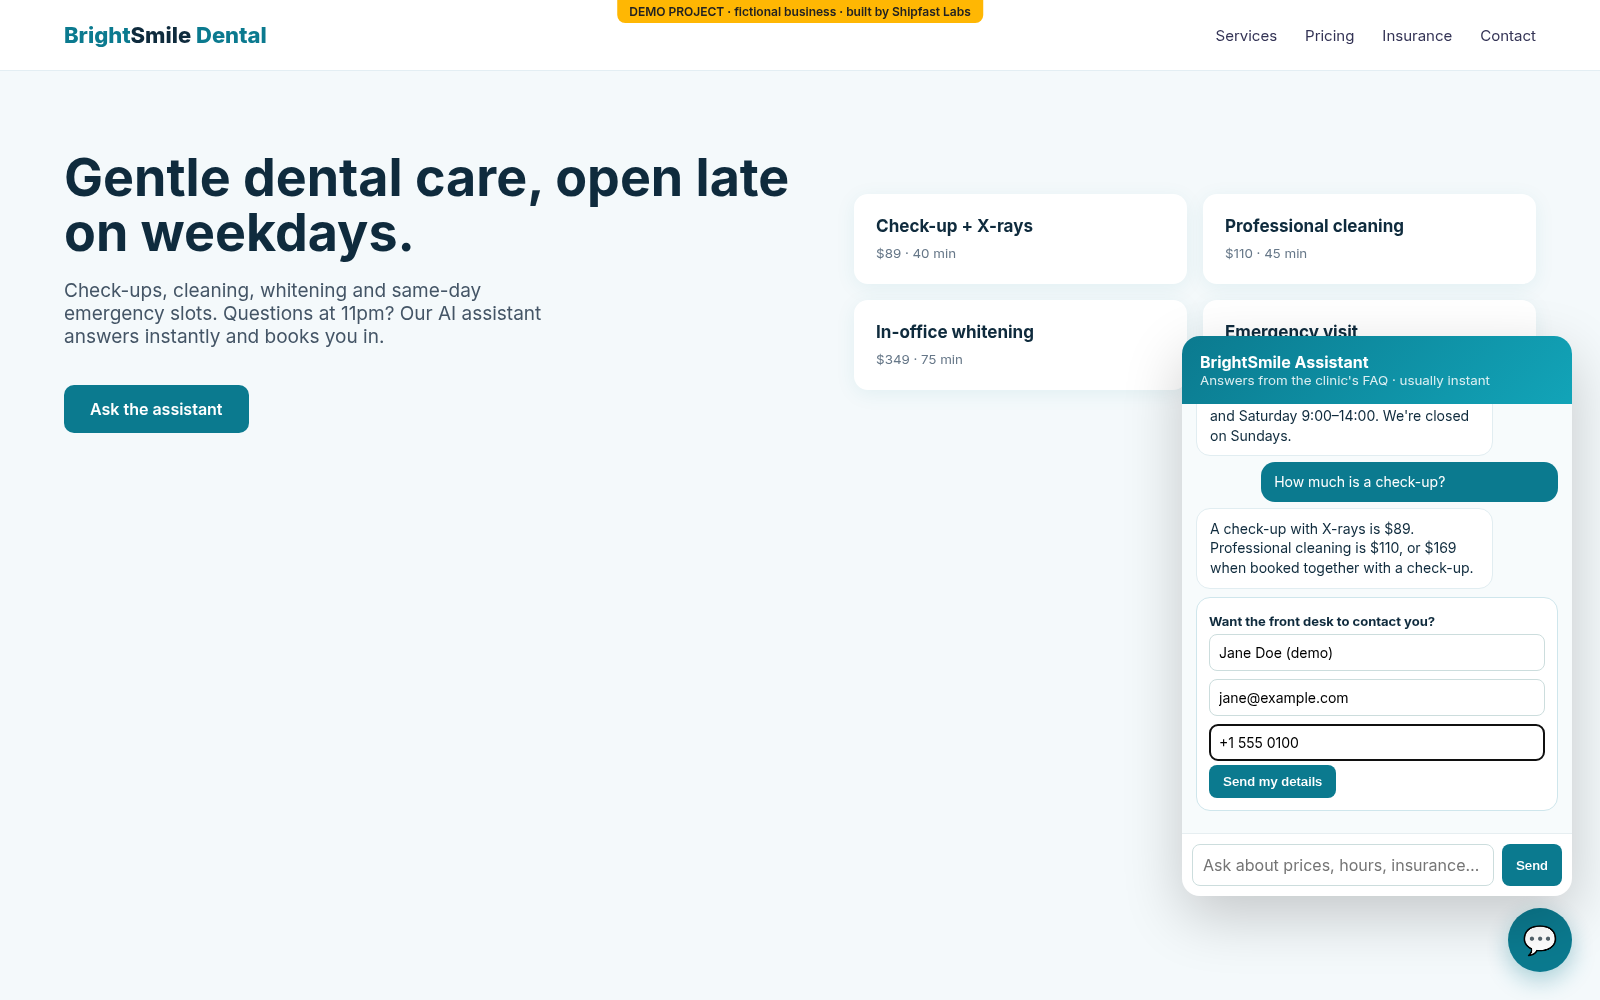 DEMO PROJECT · fictional business · built by Shipfast Labs
BrightSmile Dental
Services
Pricing
Insurance
Contact
Gentle dental care, open late
on weekdays.
Check-ups, cleaning, whitening and same-day
emergency slots. Questions at 11pm? Our AI assistant
answers instantly and books you in.
Ask the assistant
Check-up + X-rays
$89 · 40 min
Professional cleaning
$110 · 45 min
In-office whitening
$349 · 75 min
Emergency visit
BrightSmile Assistant
Answers from the clinic's FAQ · usually instant
and Saturday 9:00–14:00. We're closed
on Sundays.
How much is a check-up?
A check-up with X-rays is $89.
Professional cleaning is $110, or $169
when booked together with a check-up.
Want the front desk to contact you?
Jane Doe (demo)
jane@example.com
+1 555 0100
Send my details
Ask about prices, hours, insurance...
Send